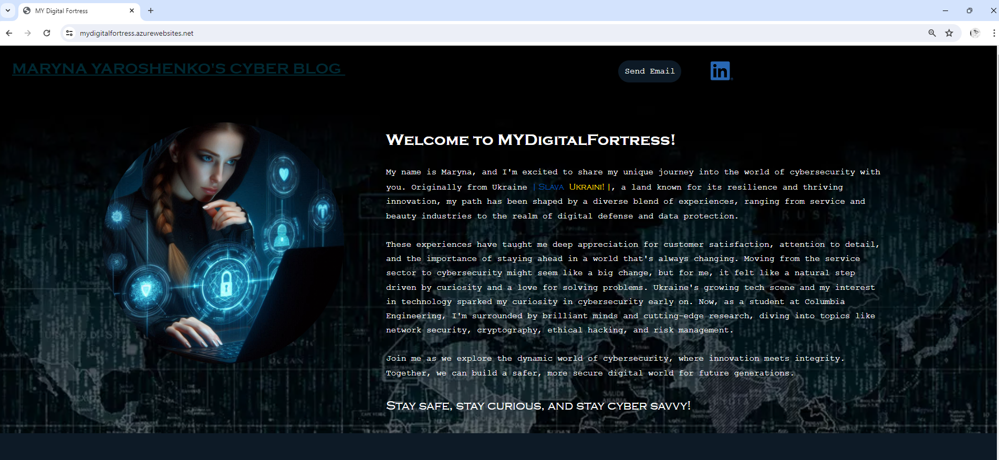 MY Digital Fortress
mydigitalfortress.azurewebsites.net
MARYNA YAROSHENKO'S CYBER BLOG
Send Email
in
WELCOME TO MYDIGITALFORTRESS!
My name is Maryna, and I'm excited to share my unique journey into the world of cybersecurity with
you. Originally from Ukraine | SLAVA UKRAINI! |, a land known for its resilience and thriving
innovation, my path has been shaped by a diverse blend of experiences, ranging from service and
beauty industries to the realm of digital defense and data protection.
These experiences have taught me deep appreciation for customer satisfaction, attention to detail,
and the importance of staying ahead in a world that's always changing. Moving from the service
sector to cybersecurity might seem like a big change, but for me, it felt like a natural step
driven by curiosity and a love for solving problems. Ukraine's growing tech scene and my interest
in technology sparked my curiosity in cybersecurity early on. Now, as a student at Columbia
Engineering, I'm surrounded by brilliant minds and cutting-edge research, diving into topics like
network security, cryptography, ethical hacking, and risk management.
Join me as we explore the dynamic world of cybersecurity, where innovation meets integrity.
Together, we can build a safer, more secure digital world for future generations.
STAY SAFE, STAY CURIOUS, AND STAY CYBER SAVVY!
CHINA
SAUDI